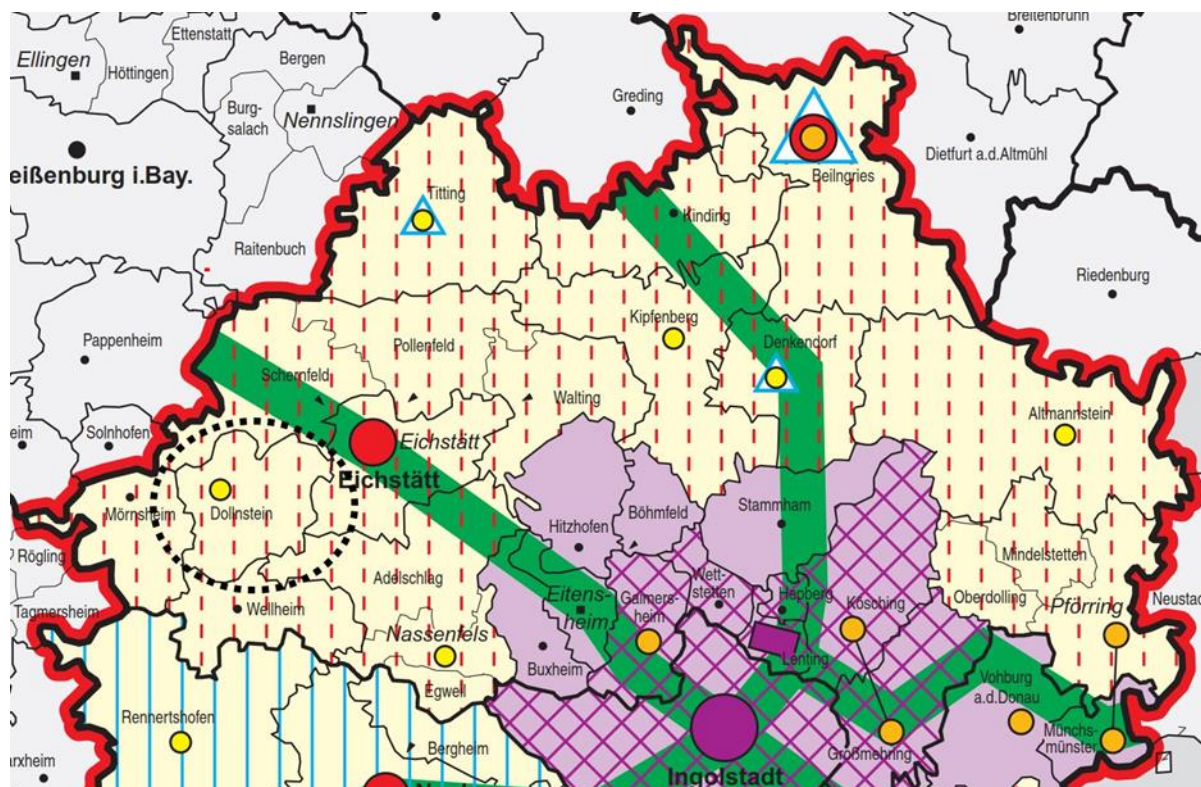 Ettenstatt
Breitenbrunn
Ellingen
Höttingen
Bergen
Burg-
salach
Nennslingen
Greding
eißenburg i.Bay.
Dietfurt a.d.Altmühl
Beilngries
Titting
Kinding
Raitenbuch
Riedenburg
Pappenheim
Kipfenberg
Pollenfeld
Denkendorf
Schernfeld
Walting
Altmannstein
eim
Solnhofen
Eichstätt
Eichstätt
Mörnsheim
Dollnstein
Hitzhofen
Böhmfeld
Stammham
Rögling
Mindelstetten
Adelschlag
Wett-
stetten
Tagmersheim
Wellheim
Eitens-
heim
Gaimers-
heim
Hepberg
Kösching
Oberdolling
Pförring
Neustad
Nassenfels
Lenting
Buxheim
Egweil
Vohburg
a.d.Donau
Rennertshofen
Bergheim
Großmehring
Münchs-
münster
arxheim
Ingolstadt